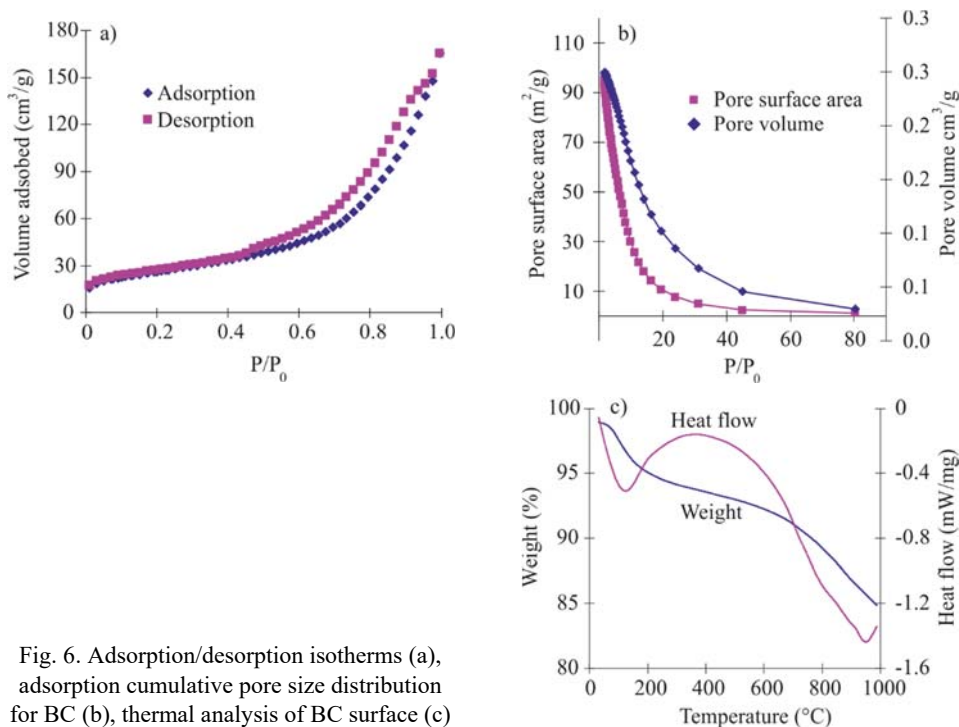 a)
180
150
120
90
60
30
0
Volume adsobed (cm³/g)
Adsorption
Desorption
0 0.2 0.4 0.6 0.8 1.0
P/P₀
b)
110
90
70
50
30
10
Pore surface area (m²/g)
Pore surface area
Pore volume
0.3
0.3
0.2
0.2
0.1
0.1
0.0
Pore volume cm³/g
20 40 60 80
P/P₀
c)
100
95
90
85
80
Weight (%)
Heat flow
Weight
0
-0.4
-0.8
-1.2
-1.6
Heat flow (mW/mg)
0 200 400 600 800 1000
Temperature (°C)
Fig. 6. Adsorption/desorption isotherms (a),
adsorption cumulative pore size distribution
for BC (b), thermal analysis of BC surface (c)